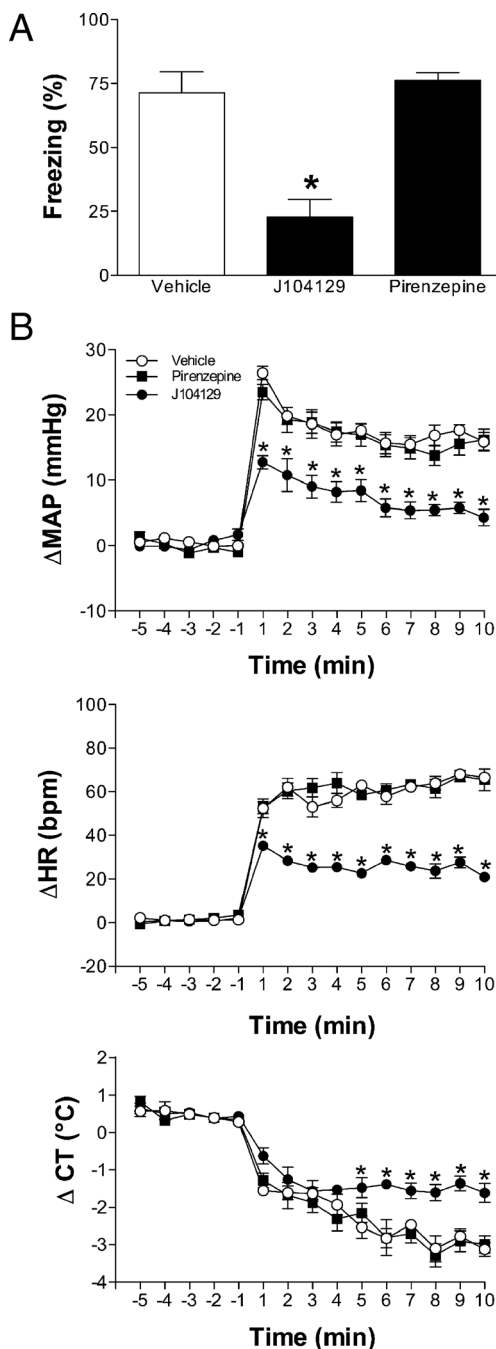 A
Freezing (%)
100
75
50
25
0
Vehicle
J104129
Pirenzepine
*
B
Vehicle
Pirenzepine
J104129
ΔMAP (mmHg)
30
20
10
0
-10
* * * * * * * * * *
-5 -4 -3 -2 -1 1 2 3 4 5 6 7 8 9 10
Time (min)
ΔHR (bpm)
100
80
60
40
20
0
-20
* * * * * * * * * *
-5 -4 -3 -2 -1 1 2 3 4 5 6 7 8 9 10
Time (min)
Δ CT (°C)
2
1
0
-1
-2
-3
-4
* * * * * *
-5 -4 -3 -2 -1 1 2 3 4 5 6 7 8 9 10
Time (min)